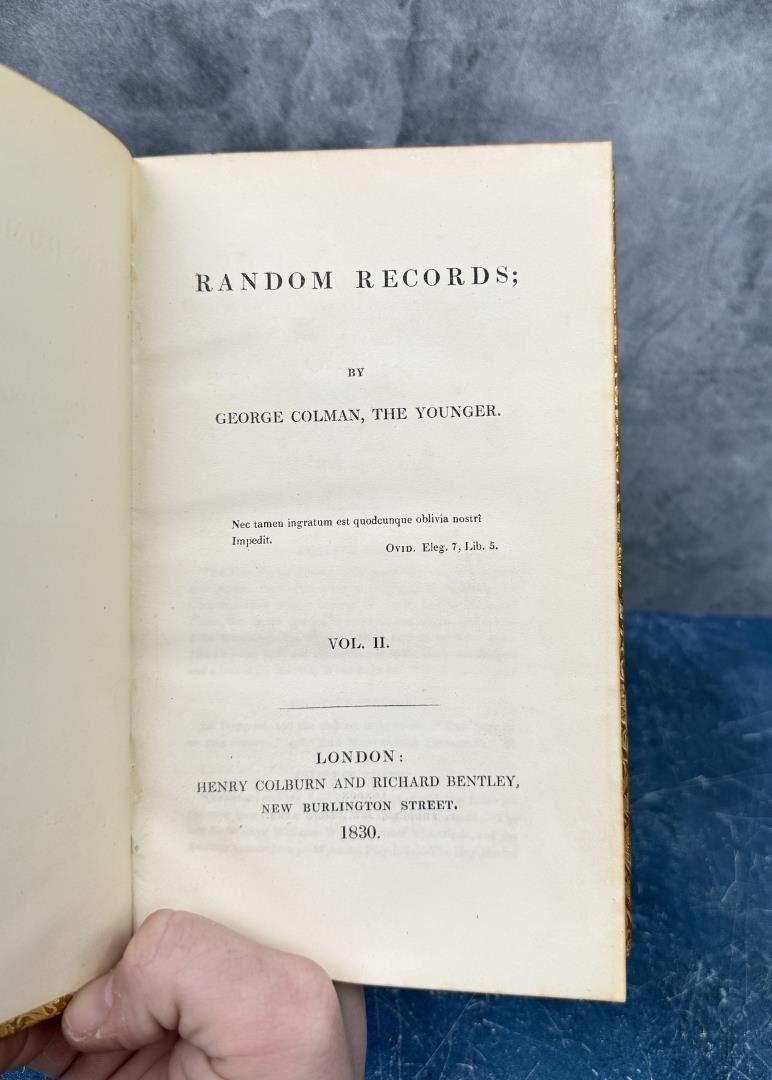 RANDOM RECORDS;
BY
GEORGE COLMAN, THE YOUNGER.
Nec tamen ingratum est quodcunque oblivia nostrî
Impedit.
OVID. Eleg. 7, Lib. 5.
VOL. II.
LONDON:
HENRY COLBURN AND RICHARD BENTLEY,
NEW BURLINGTON STREET.
1830.